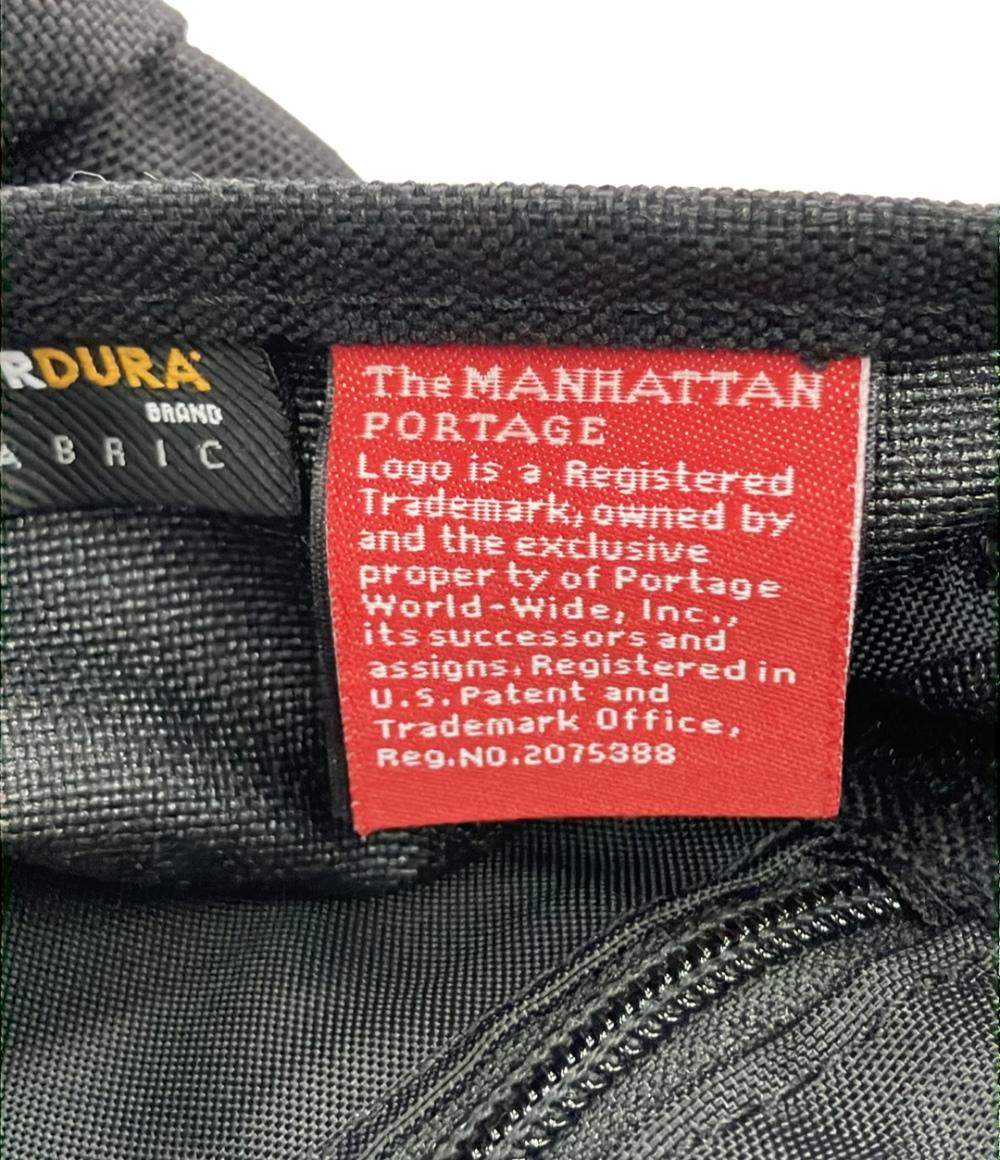 RDURA
BRAND
ABRIC
The MANHATTAN
PORTAGE
Logo is a Registered
Trademark, owned by
and the exclusive
property of Portage
World-Wide, Inc.,
its successors and
assigns. Registered in
U.S. Patent and
Trademark Office,
Reg.NO.2075388